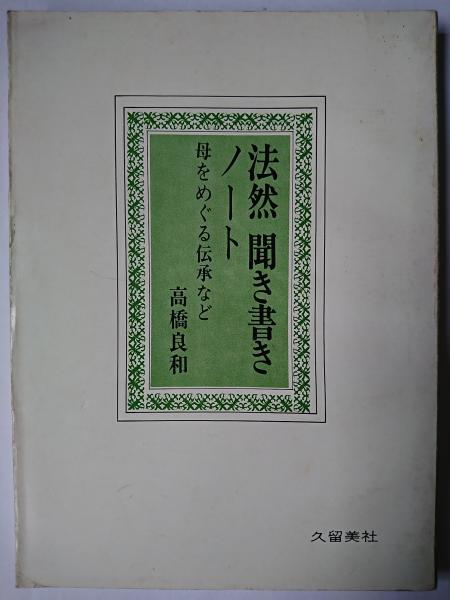 法然 聞き書き
ノート
母をめぐる伝承など
高橋良和
久留美社